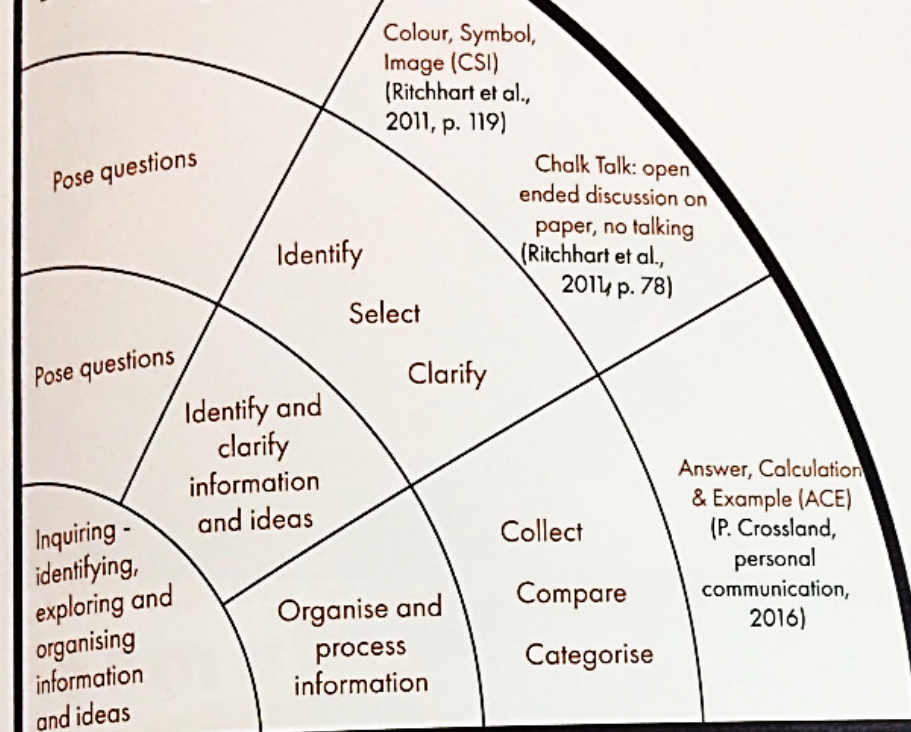 Colour, Symbol,
Image (CSI)
(Ritchhart et al.,
2011, p. 119)
Chalk Talk: open
ended discussion on
paper, no talking
(Ritchhart et al.,
2011, p. 78)
Pose questions
Identify
Select
Clarify
Pose questions
Identify and
clarify
information
and ideas
Answer, Calculation
& Example (ACE)
(P. Crossland,
personal
communication,
2016)
Collect
Compare
Categorise
Organise and
process
information
Inquiring -
identifying,
exploring and
organising
information
and ideas